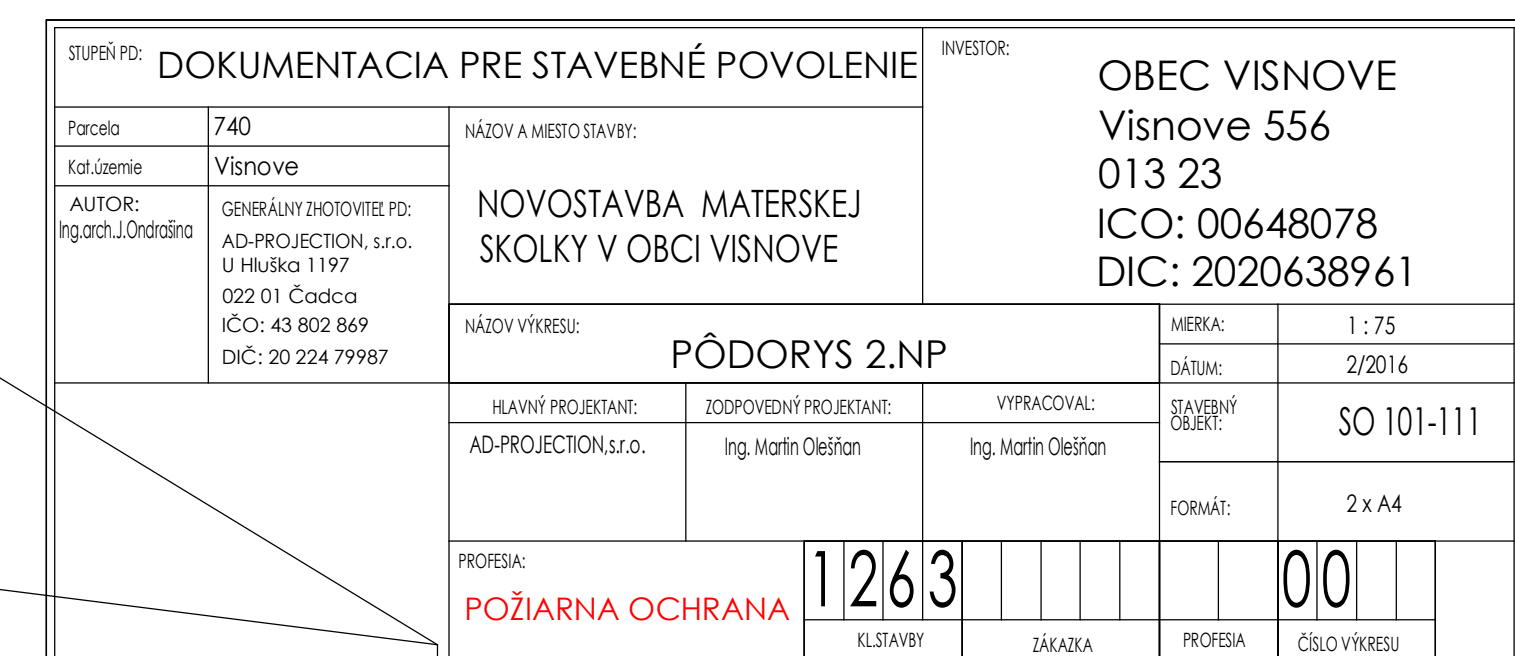 STUPEŇ PD:
DOKUMENTACIA PRE STAVEBNÉ POVOLENIE
INVESTOR:
OBEC VISNOVE
Visnove 556
013 23
ICO: 00648078
DIC: 2020638961
Parcela
740
Kat.územie
Visnove
AUTOR:
Ing.arch.J.Ondrašina
GENERÁLNY ZHOTOVITEĽ PD:
AD-PROJECTION, s.r.o.
U Hluška 1197
022 01 Čadca
IČO: 43 802 869
DIČ: 20 224 79987
NÁZOV A MIESTO STAVBY:
NOVOSTAVBA MATERSKEJ
SKOLKY V OBCI VISNOVE
NÁZOV VÝKRESU:
PÔDORYS 2.NP
MIERKA:
1 : 75
DÁTUM:
2/2016
HLAVNÝ PROJEKTANT:
AD-PROJECTION,s.r.o.
ZODPOVEDNÝ PROJEKTANT:
Ing. Martin Olešňan
VYPRACOVAL:
Ing. Martin Olešňan
STAVEBNÝ
OBJEKT:
SO 101-111
FORMÁT:
2 x A4
PROFESIA:
POŽIARNA OCHRANA
1263
KL.STAVBY
ZÁKAZKA
PROFESIA
00
ČÍSLO VÝKRESU